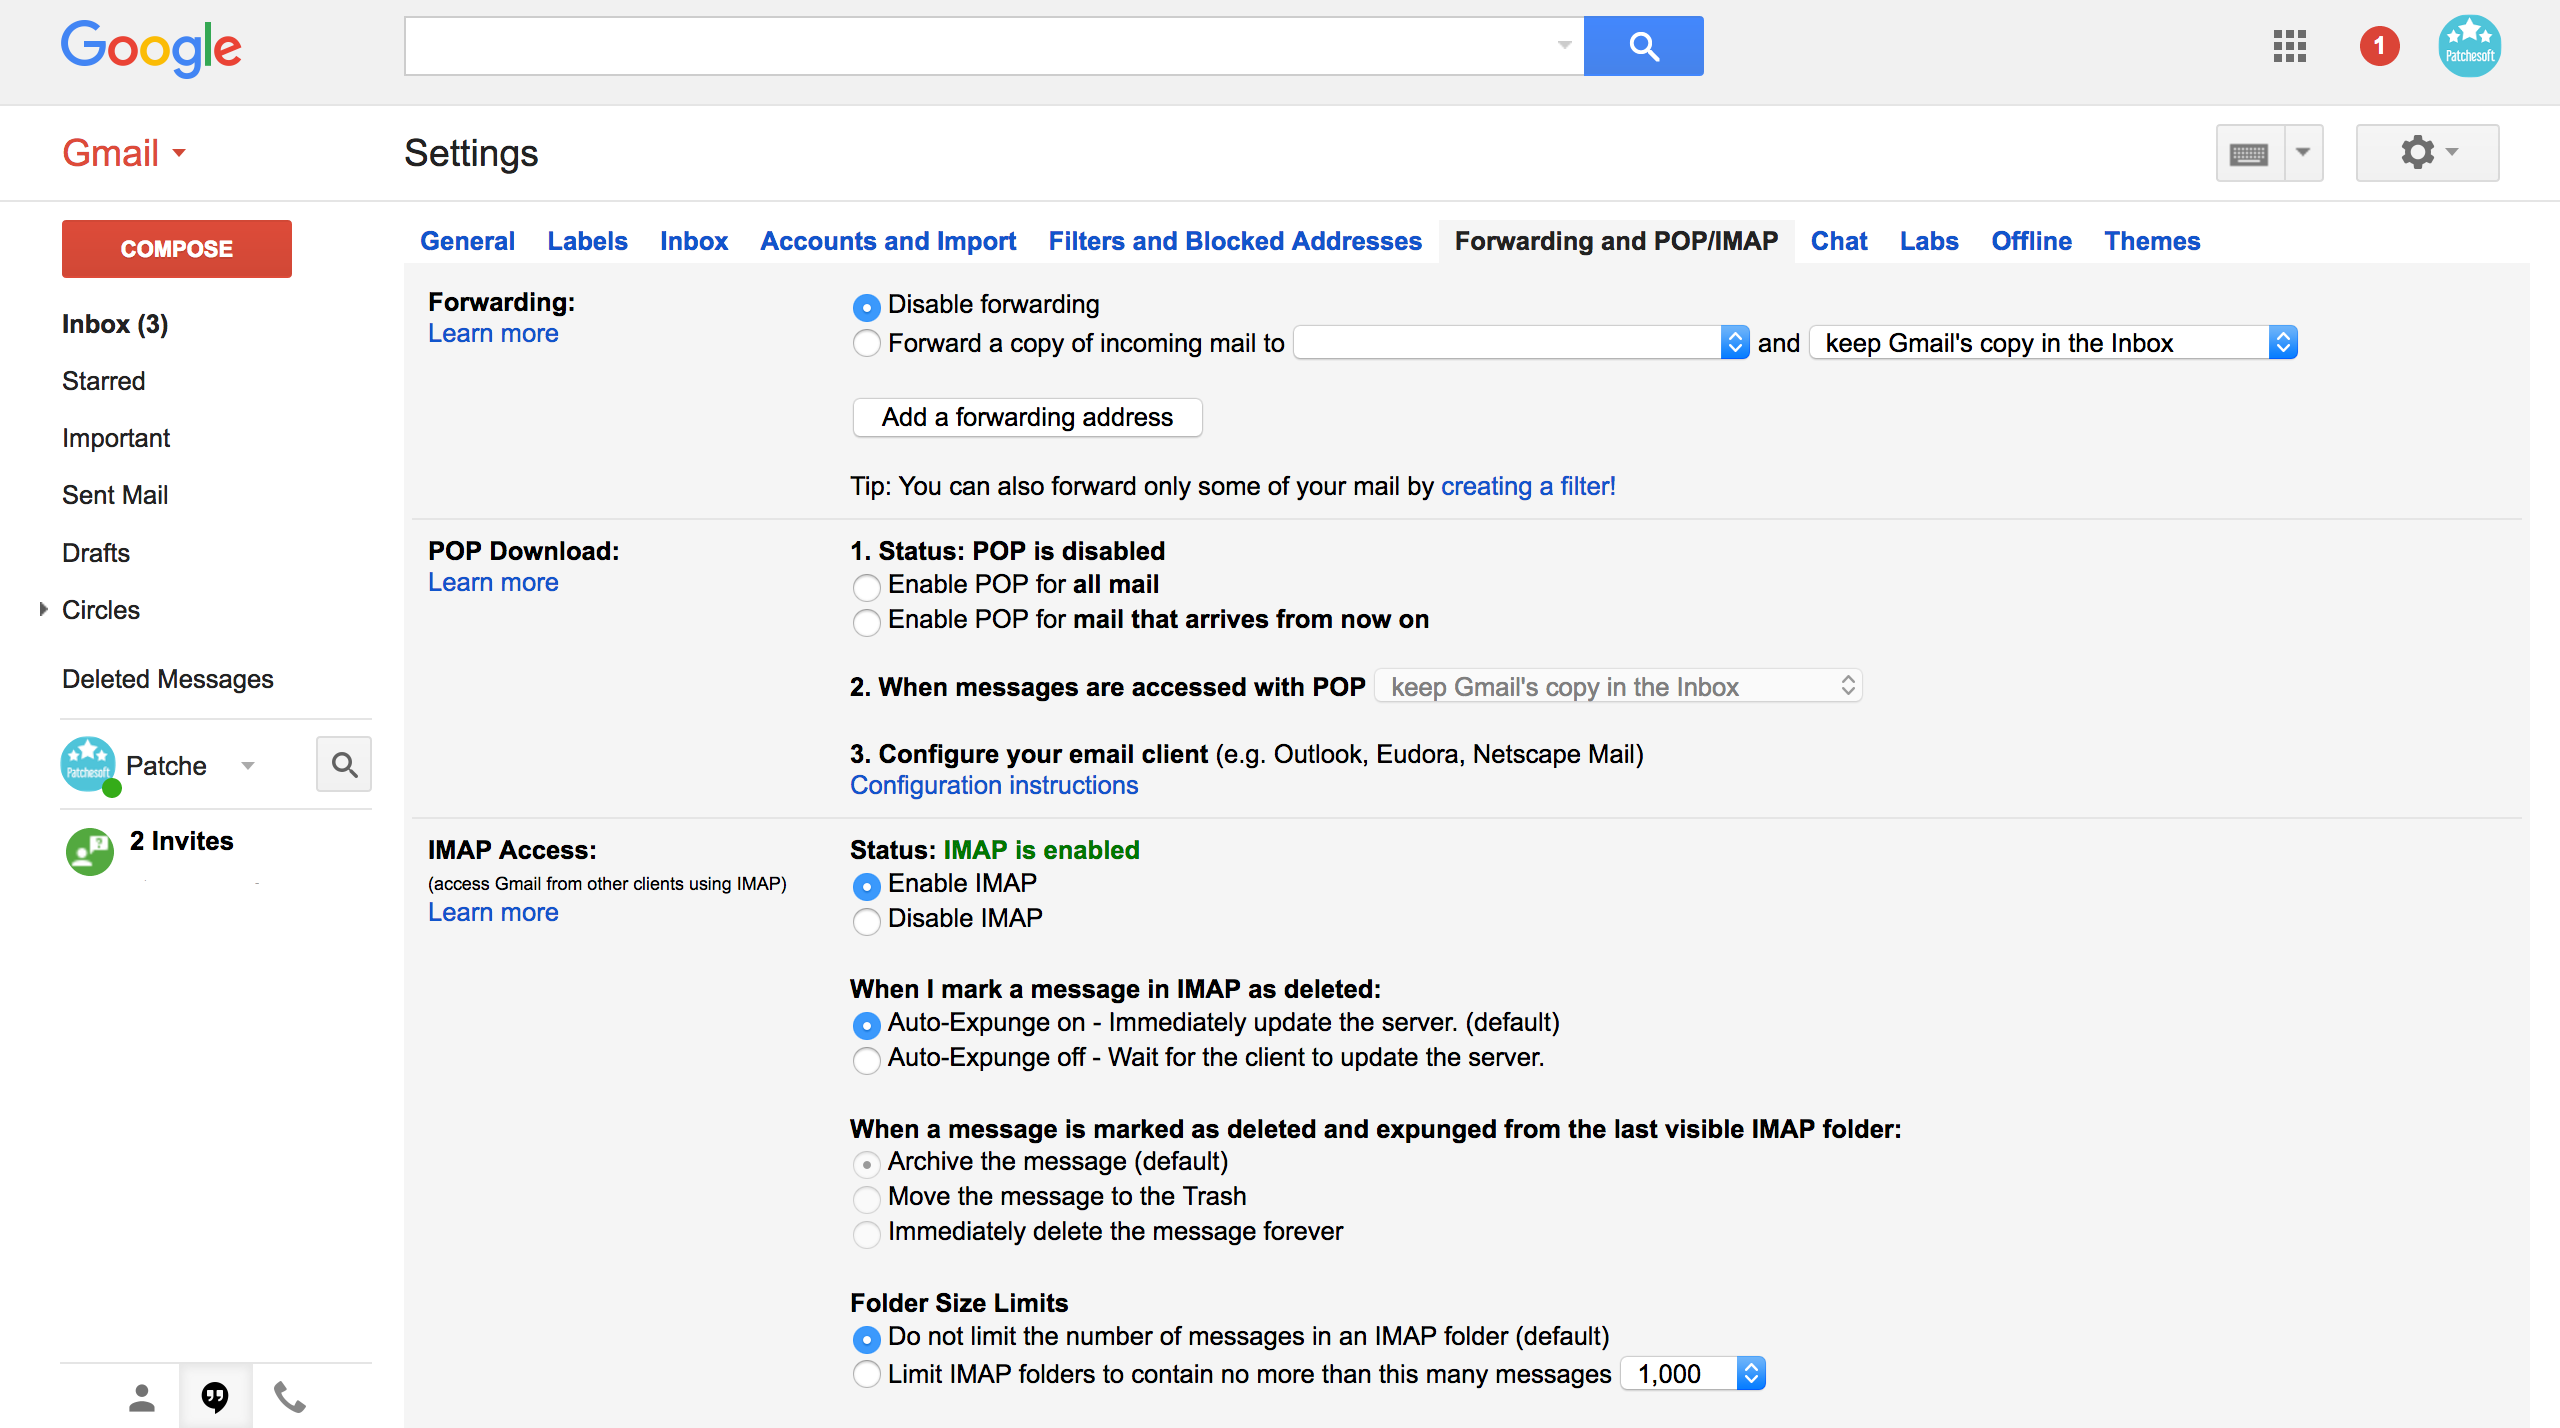 Google
1
Patchesoft
Gmail
Settings
COMPOSE
Inbox (3)
Starred
Important
Sent Mail
Drafts
Circles
Deleted Messages
Patchesoft
Patche
2 Invites
General Labels Inbox Accounts and Import Filters and Blocked Addresses Forwarding and POP/IMAP Chat Labs Offline Themes
Forwarding:
Learn more
Disable forwarding
Forward a copy of incoming mail to and keep Gmail's copy in the Inbox
Add a forwarding address
Tip: You can also forward only some of your mail by creating a filter!
POP Download:
Learn more
1. Status: POP is disabled
Enable POP for all mail
Enable POP for mail that arrives from now on
2. When messages are accessed with POP keep Gmail's copy in the Inbox
3. Configure your email client (e.g. Outlook, Eudora, Netscape Mail)
Configuration instructions
IMAP Access:
(access Gmail from other clients using IMAP)
Learn more
Status: IMAP is enabled
Enable IMAP
Disable IMAP
When I mark a message in IMAP as deleted:
Auto-Expunge on - Immediately update the server. (default)
Auto-Expunge off - Wait for the client to update the server.
When a message is marked as deleted and expunged from the last visible IMAP folder:
Archive the message (default)
Move the message to the Trash
Immediately delete the message forever
Folder Size Limits
Do not limit the number of messages in an IMAP folder (default)
Limit IMAP folders to contain no more than this many messages 1,000